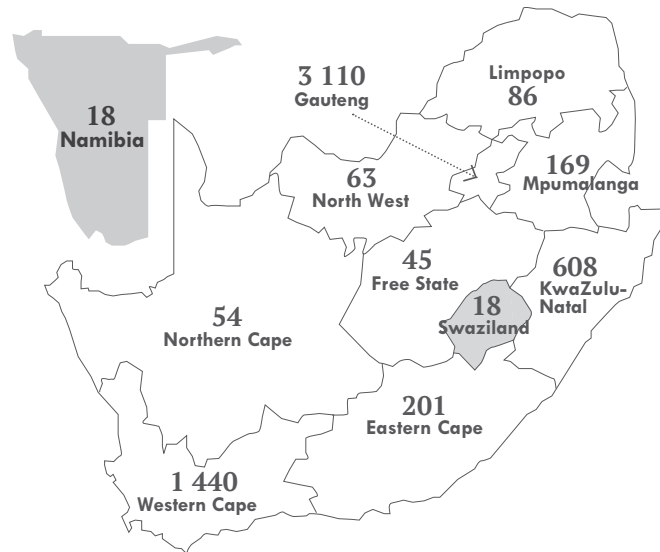 3 110
Gauteng
Limpopo
86
18
Namibia
169
Mpumalanga
63
North West
45
Free State
608
KwaZulu-
Natal
18
Swaziland
54
Northern Cape
201
Eastern Cape
1 440
Western Cape